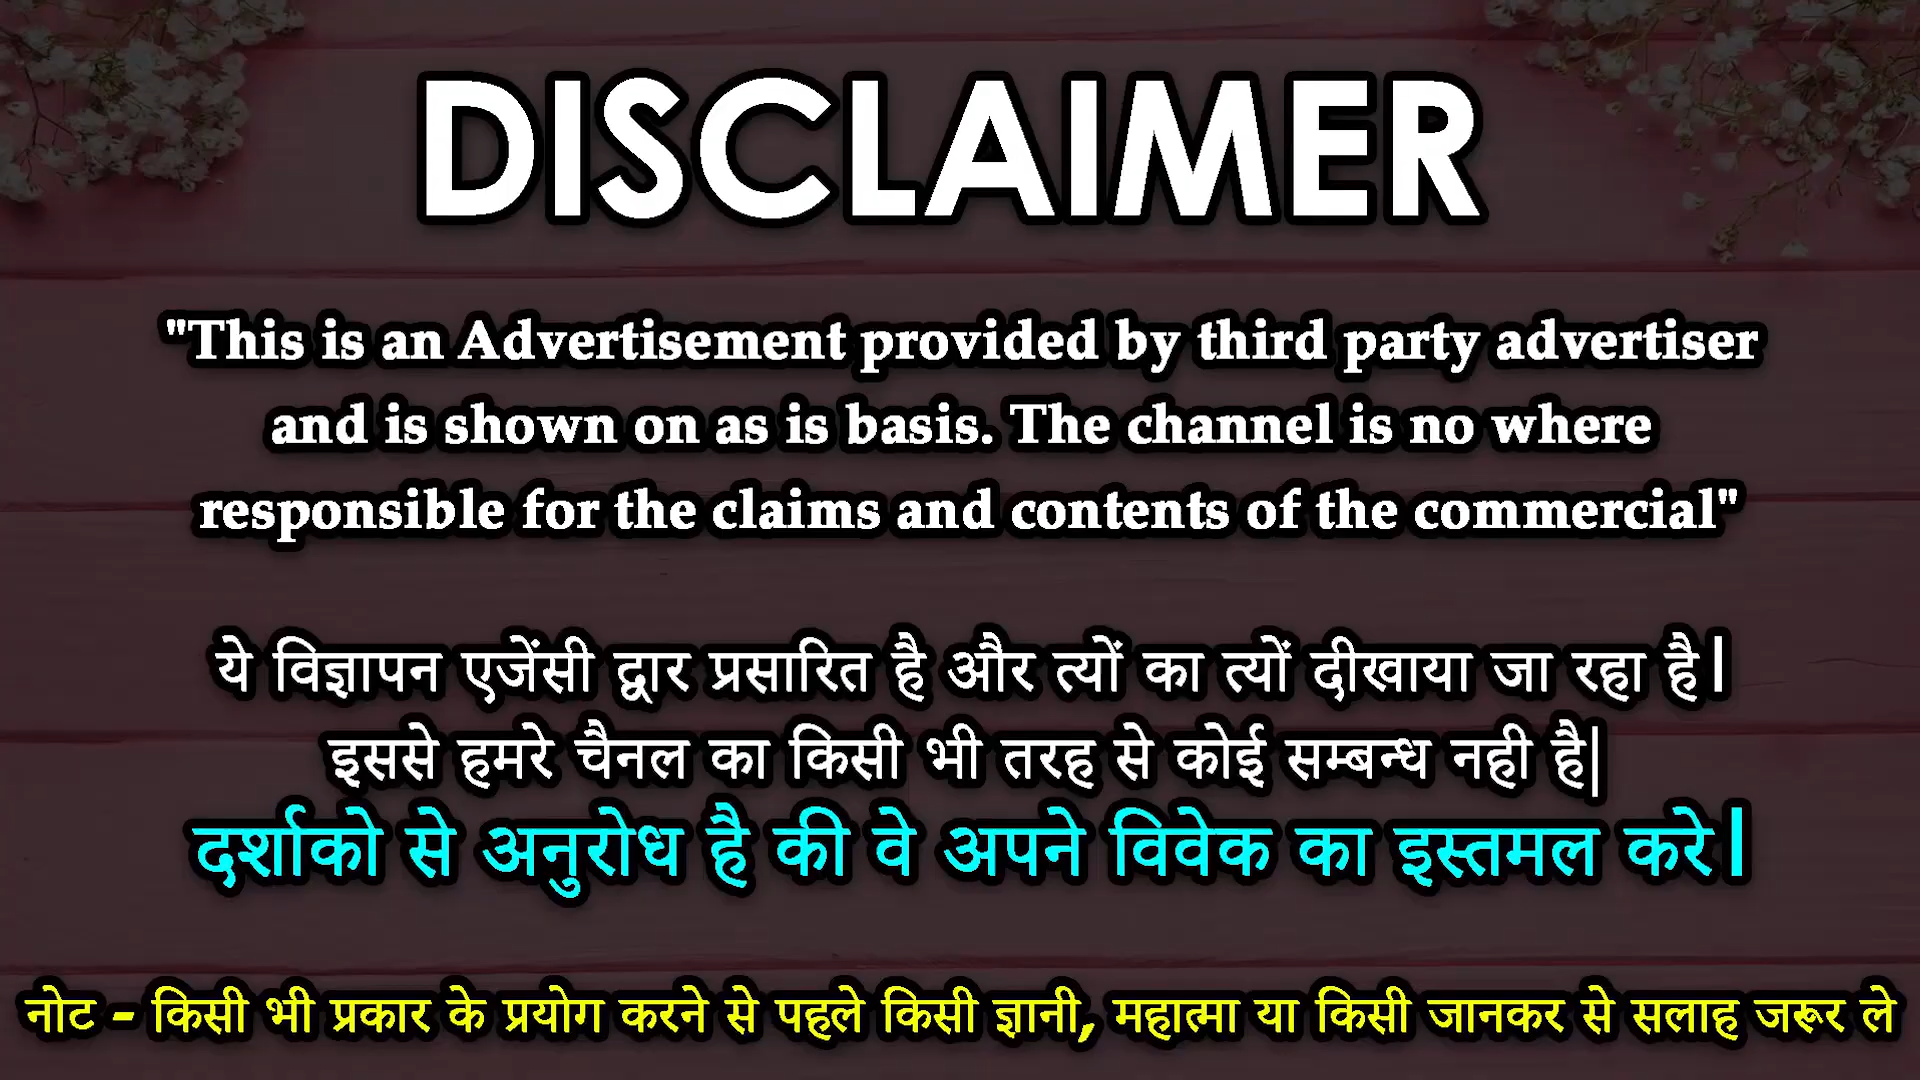 DISCLAIMER
"This is an Advertisement provided by third party advertiser
and is shown on as is basis. The channel is no where
responsible for the claims and contents of the commercial"
ये विज्ञापन एजेंसी द्वार प्रसारित है और त्यों का त्यों दीखाया जा रहा है।
इससे हमरे चैनल का किसी भी तरह से कोई सम्बन्ध नही है|
दर्शाको से अनुरोध है की वे अपने विवेक का इस्तमल करे।
नोट - किसी भी प्रकार के प्रयोग करने से पहले किसी ज्ञानी, महात्मा या किसी जानकर से सलाह जरूर ले